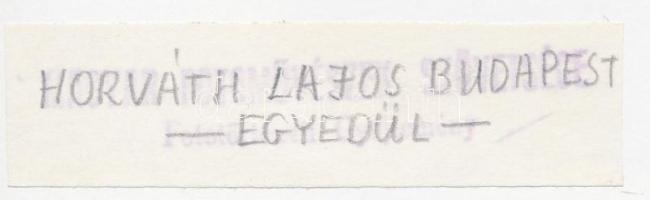 HORVÁTH LAJOS BUDAPEST
— EGYEDÜL —